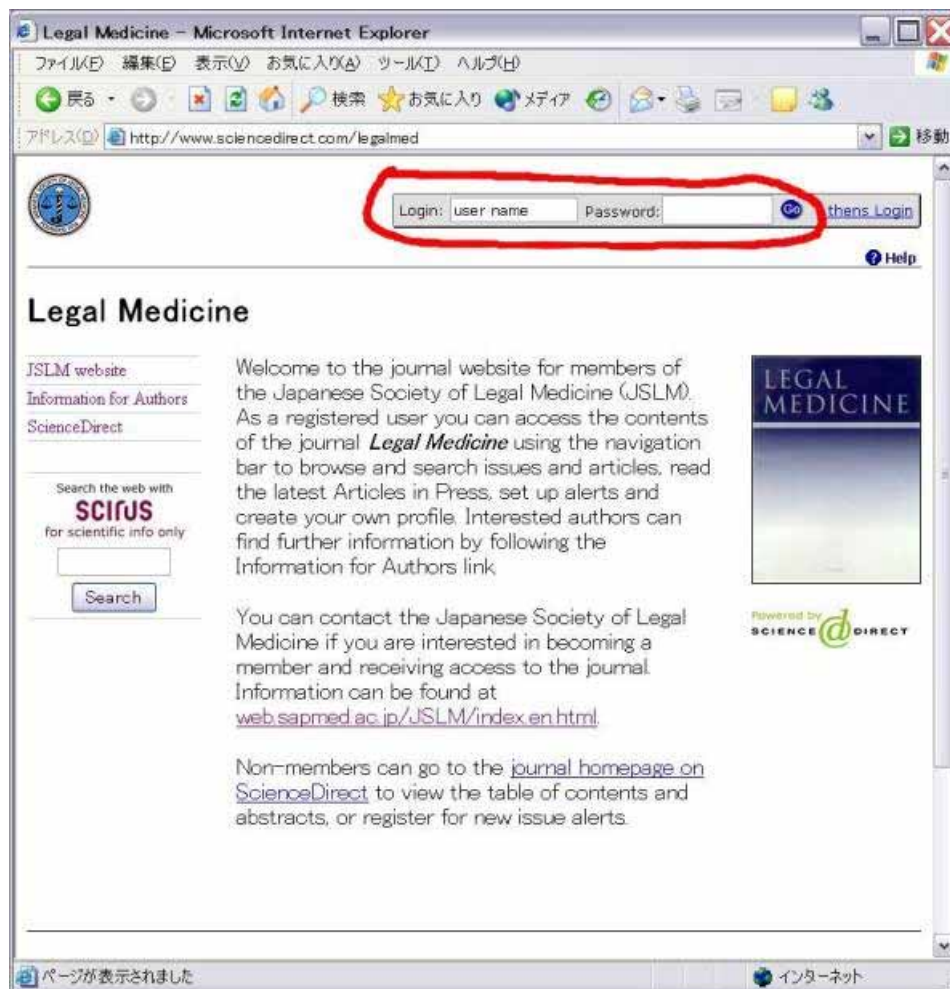 Legal Medicine - Microsoft Internet Explorer
ファイル(F) 編集(E) 表示(V) お気に入り(A) ツール(T) ヘルプ(H)
戻る 検索 お気に入り メディア
アドレス(D) http://www.sciencedirect.com/legalmed 移動
Login: user name Password: Go thens Login
Help
Legal Medicine
JSLM website
Information for Authors
ScienceDirect
Search the web with
SCIRUS
for scientific info only
Search
Welcome to the journal website for members of
the Japanese Society of Legal Medicine (JSLM).
As a registered user you can access the contents
of the journal Legal Medicine using the navigation
bar to browse and search issues and articles, read
the latest Articles in Press, set up alerts and
create your own profile. Interested authors can
find further information by following the
Information for Authors link.
You can contact the Japanese Society of Legal
Medicine if you are interested in becoming a
member and receiving access to the journal.
Information can be found at
web.sapmed.ac.jp/JSLM/index.en.html.
Non-members can go to the journal homepage on
ScienceDirect to view the table of contents and
abstracts, or register for new issue alerts.
LEGAL
MEDICINE
Powered by
SCIENCE d DIRECT
ページが表示されました インターネット